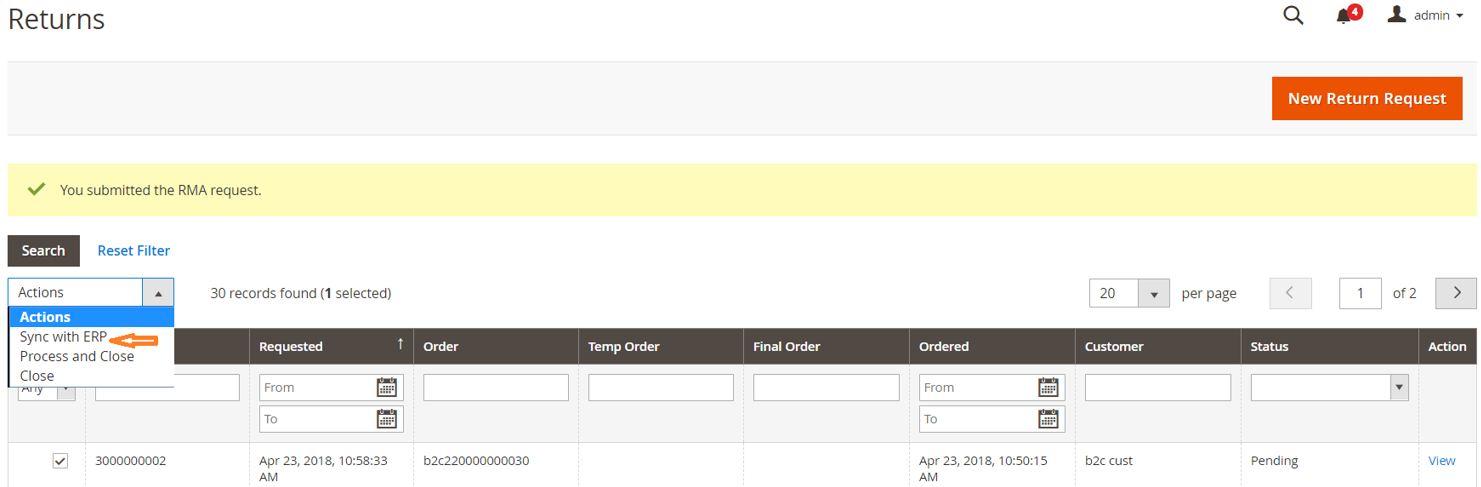 Returns
4
admin
New Return Request
You submitted the RMA request.
Search Reset Filter
Actions 30 records found (1 selected) 20 per page 1 of 2
Actions
Sync with ERP
Process and Close
Close
Requested ↑ Order Temp Order Final Order Ordered Customer Status Action
Any From From
To To
3000000002 Apr 23, 2018, 10:58:33 b2c220000000030 Apr 23, 2018, 10:50:15 b2c cust Pending View
AM AM